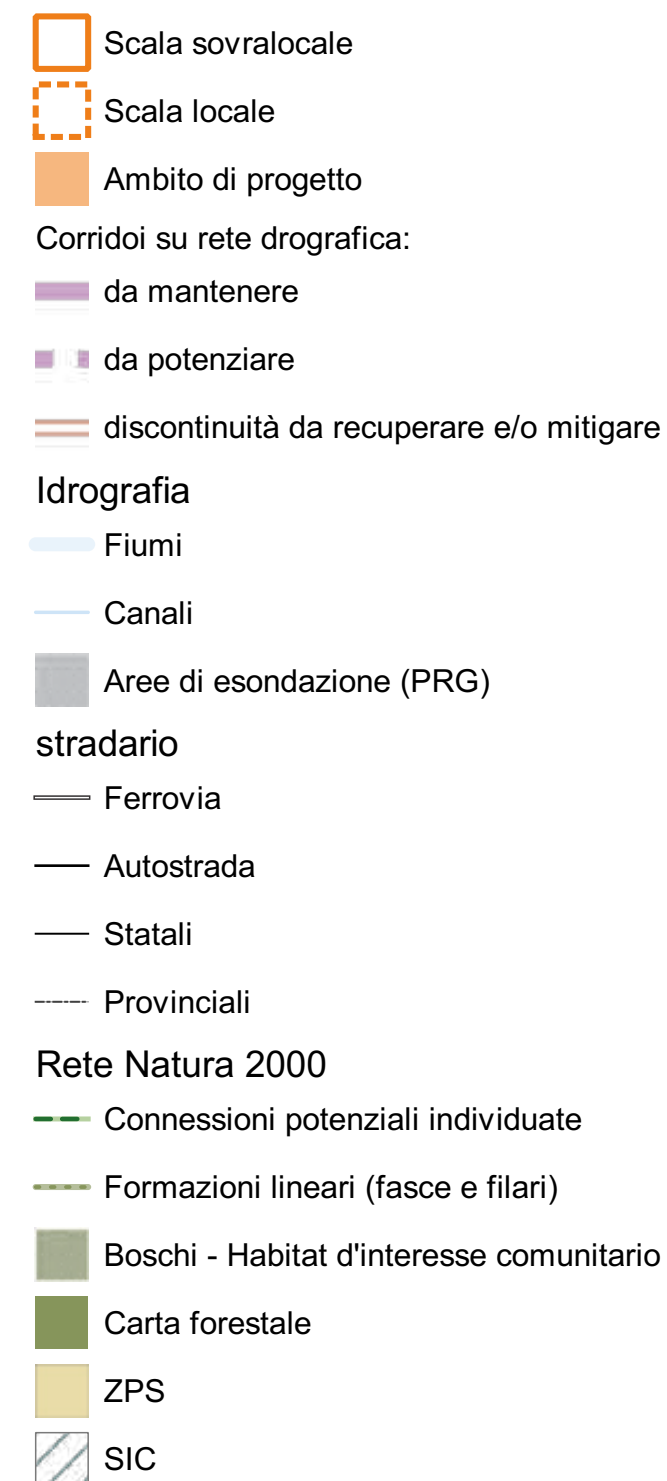 Scala sovralocale
Scala locale
Ambito di progetto
Corridoi su rete drografica:
da mantenere
da potenziare
discontinuità da recuperare e/o mitigare
Idrografia
Fiumi
Canali
Aree di esondazione (PRG)
stradario
Ferrovia
Autostrada
Statali
Provinciali
Rete Natura 2000
Connessioni potenziali individuate
Formazioni lineari (fasce e filari)
Boschi - Habitat d'interesse comunitario
Carta forestale
ZPS
SIC